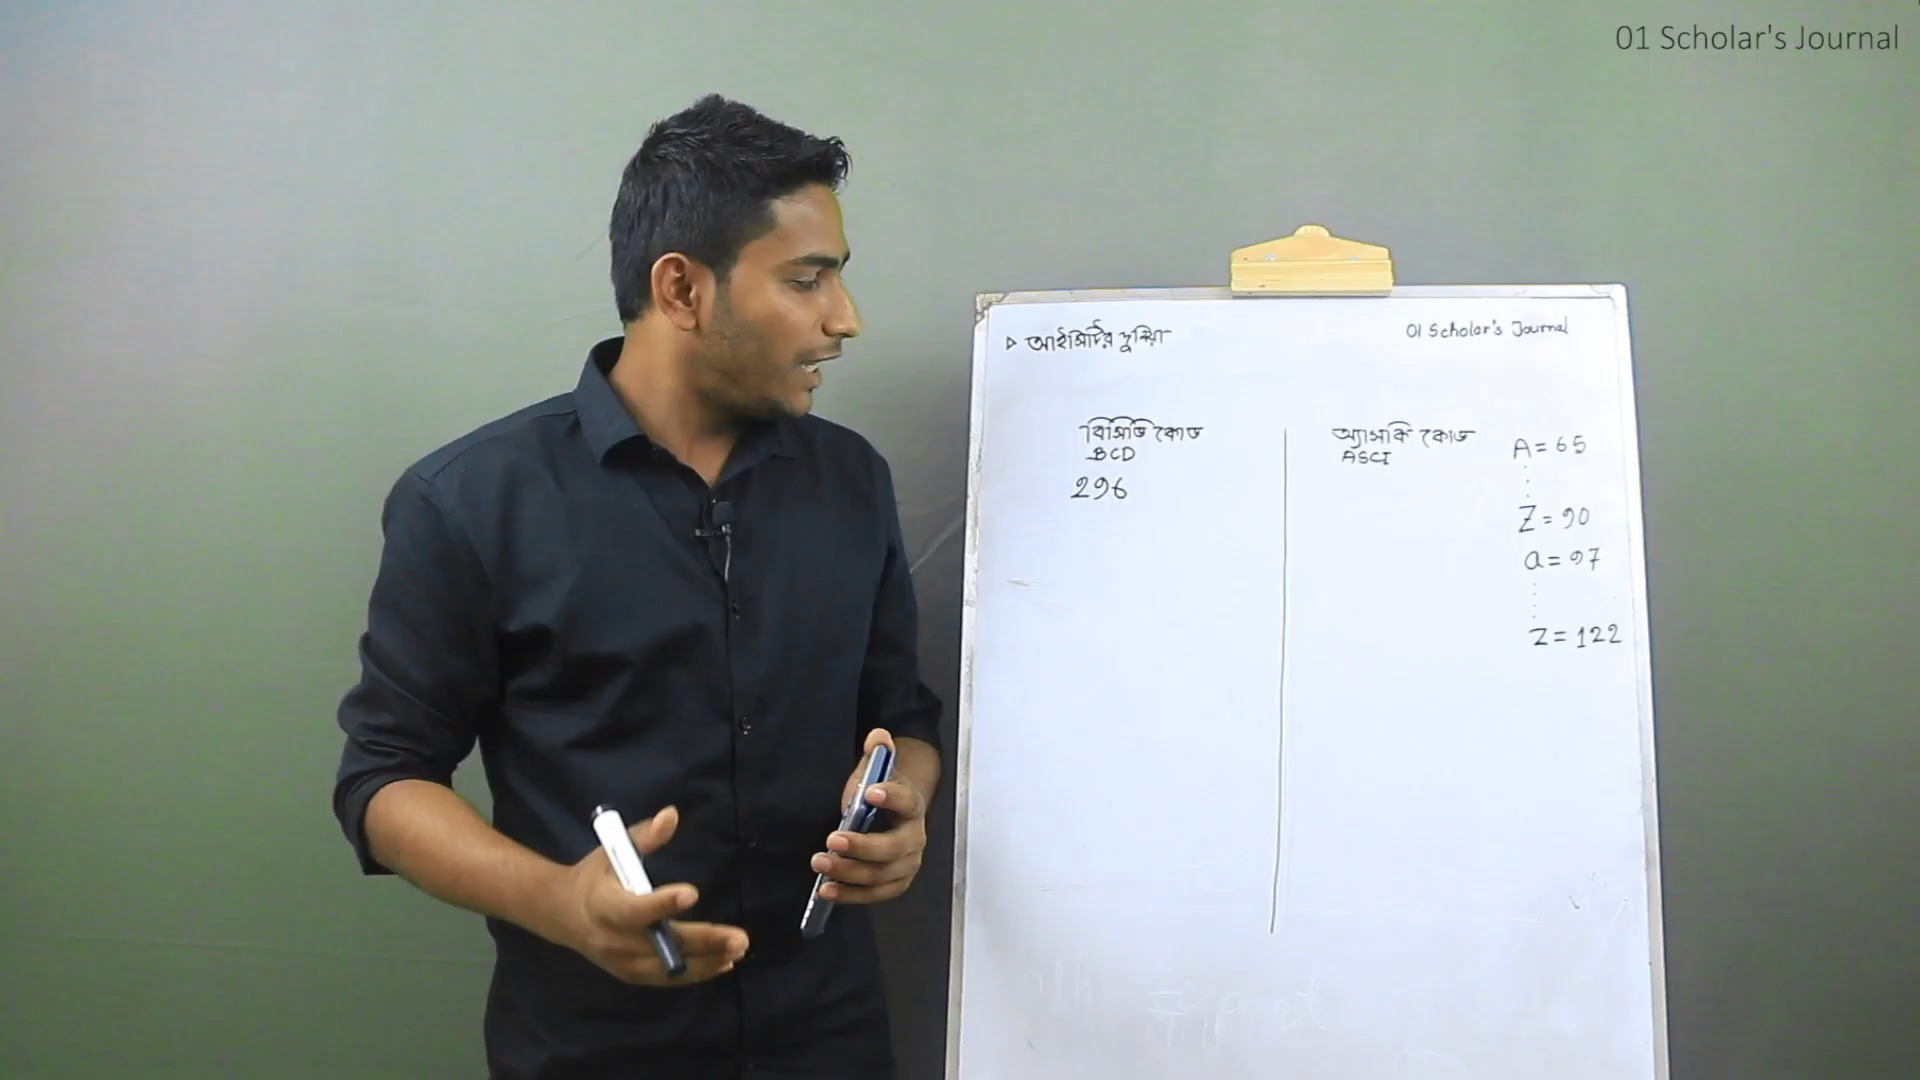 01 Scholar's Journal
▷ আইসিটির দুনিয়া
01 Scholar's Journal
বিসিডি কোড
BCD
296
অ্যাসকি কোড
ASCI
A = 65
Z = 90
a = 97
z = 122